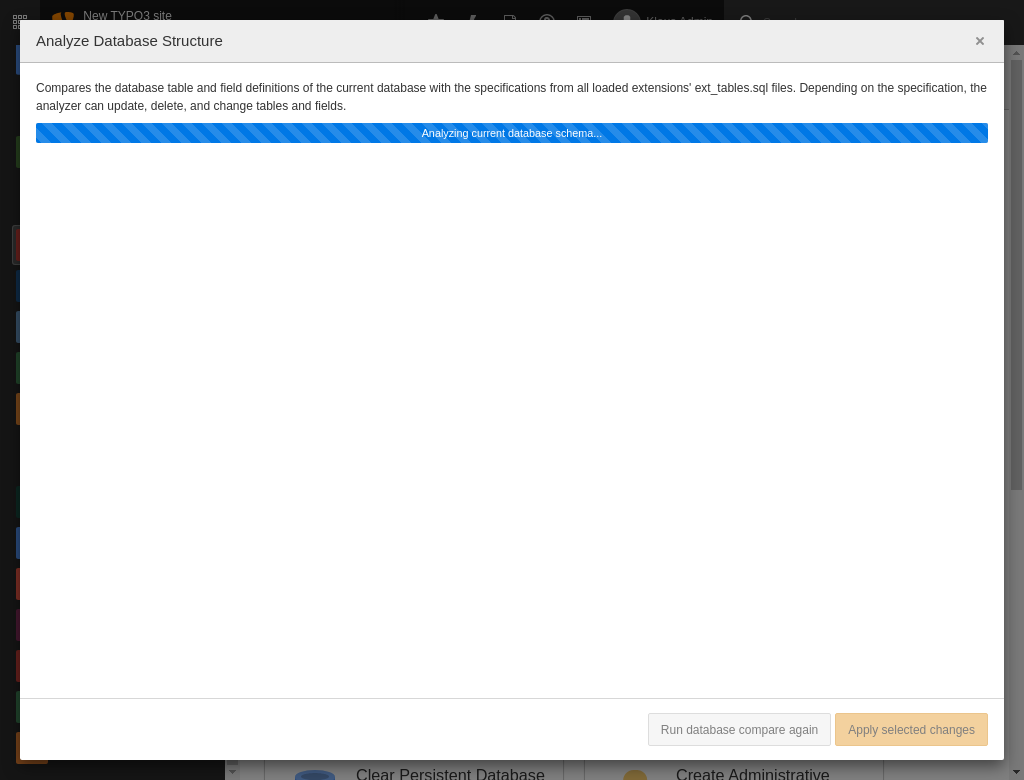 New TYPO3 site
Klaus Admin
Analyze Database Structure
×
Compares the database table and field definitions of the current database with the specifications from all loaded extensions' ext_tables.sql files. Depending on the specification, the
analyzer can update, delete, and change tables and fields.
Analyzing current database schema...
Run database compare again
Apply selected changes
Clear Persistent Database
Create Administrative